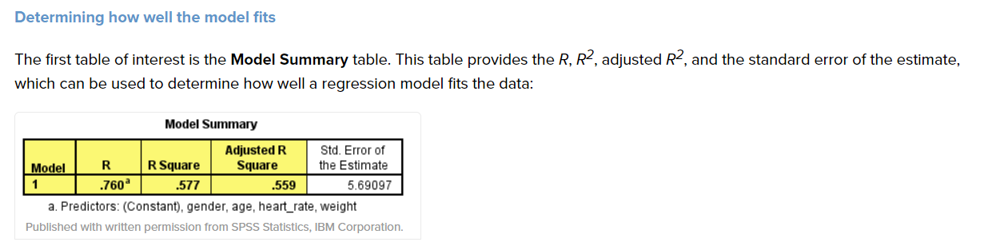 Determining how well the model fits
The first table of interest is the Model Summary table. This table provides the R, R², adjusted R², and the standard error of the estimate,
which can be used to determine how well a regression model fits the data:
Model Summary
Model R R Square Adjusted R Square Std. Error of the Estimate
1 .760ª .577 .559 5.69097
a. Predictors: (Constant), gender, age, heart_rate, weight
Published with written permission from SPSS Statistics, IBM Corporation.